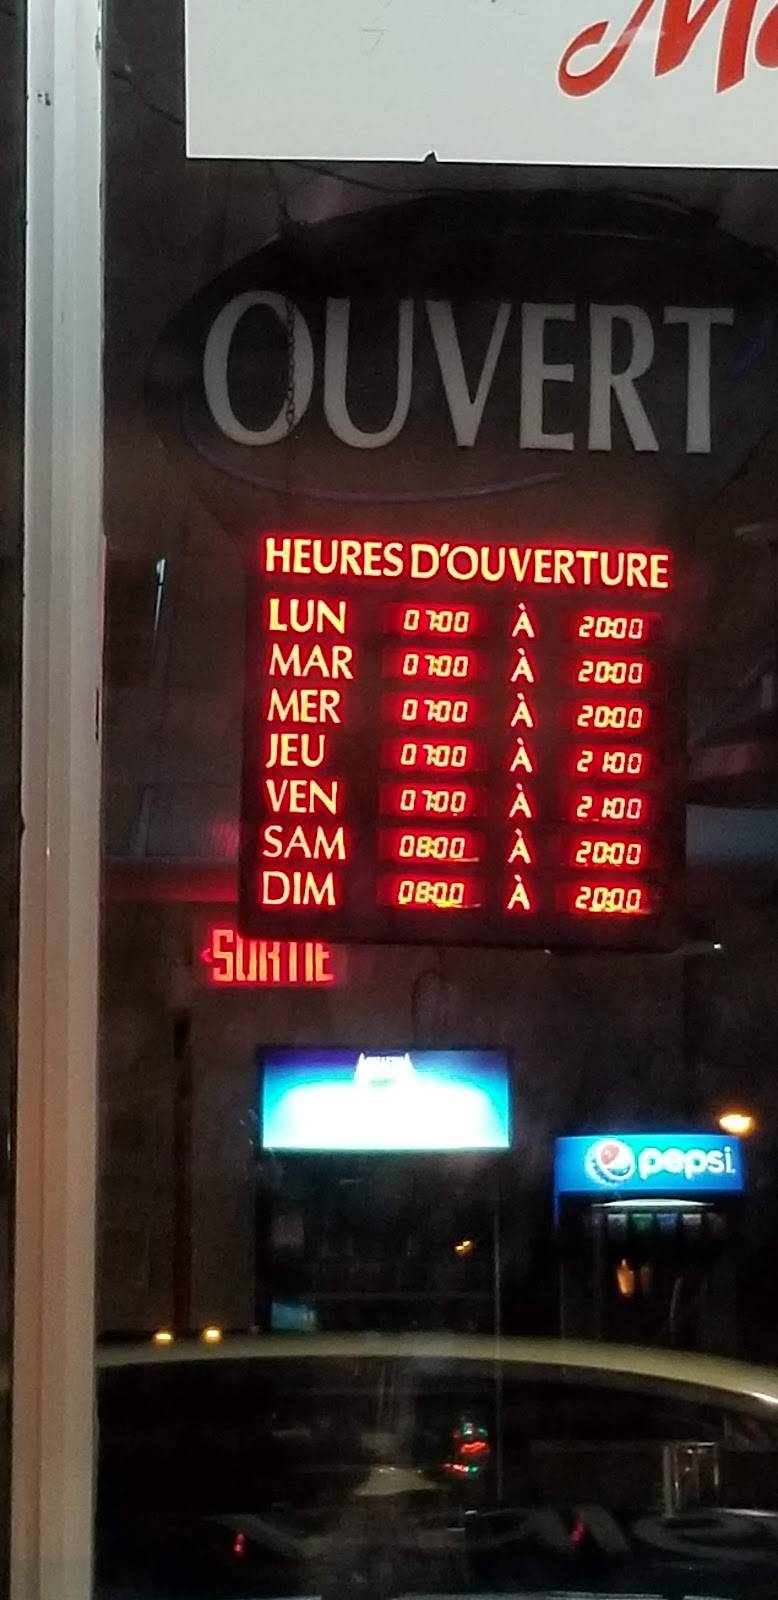 OUVERT
HEURES D'OUVERTURE
LUN 07:00 À 20:00
MAR 07:00 À 20:00
MER 07:00 À 20:00
JEU 07:00 À 21:00
VEN 07:00 À 21:00
SAM 08:00 À 20:00
DIM 08:00 À 20:00
SORTIE
pepsi